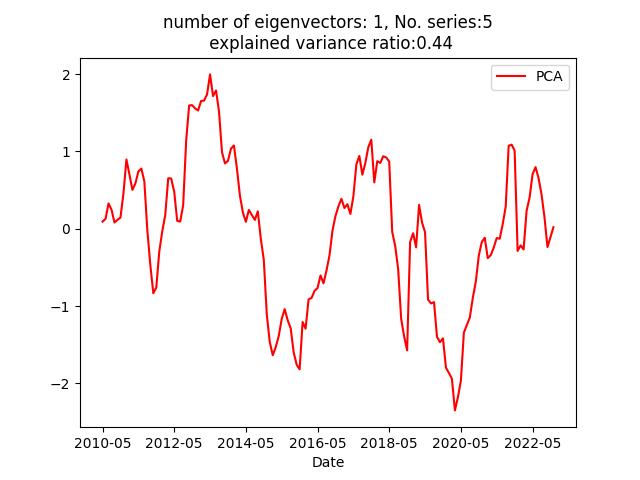 number of eigenvectors: 1, No. series:5
explained variance ratio:0.44
PCA
2
1
0
−1
−2
2010-05 2012-05 2014-05 2016-05 2018-05 2020-05 2022-05
Date